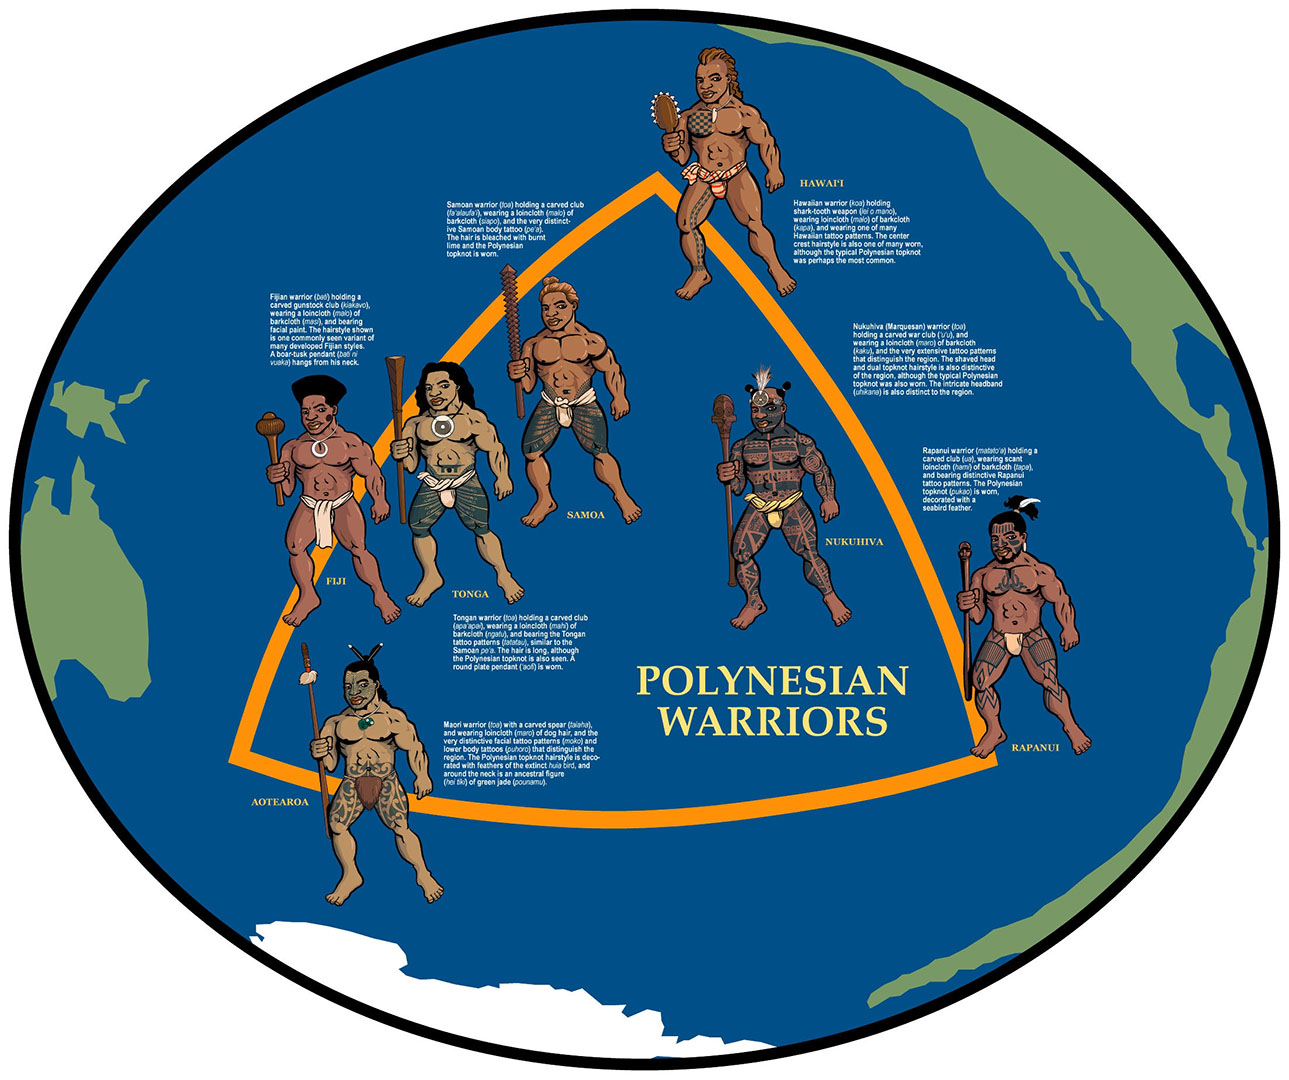 HAWAI'I
Hawaiian warrior (koa) holding
shark-tooth weapon (lei o mano),
wearing loincloth (malo) of barkcloth
(kapa), and wearing one of many
Hawaiian tattoo patterns. The center
crest hairstyle is also one of many worn,
although the typical Polynesian topknot
was perhaps the most common.
Samoan warrior (toa) holding a carved club
(fa'alaufa'i), wearing a loincloth (malo) of
barkcloth (siapo), and the very distinct-
ive Samoan body tattoo (pe'a).
The hair is bleached with burnt
lime and the Polynesian
topknot is worn.
SAMOA
Fijian warrior (bati) holding a
carved gunstock club (kiakavo),
wearing a loincloth (malo) of
barkcloth (masi), and bearing
facial paint. The hairstyle shown
is one commonly seen variant of
many developed Fijian styles.
A boar-tusk pendant (bati ni
vuaka) hangs from his neck.
FIJI
Nukuhiva (Marquesan) warrior (toa)
holding a carved war club ('u'u), and
wearing a loincloth (maro) of barkcloth
(kaku), and the very extensive tattoo patterns
that distinguish the region. The shaved head
and dual topknot hairstyle is also distinctive
of the region, although the typical Polynesian
topknot was also worn. The intricate headband
(uhikana) is also distinct to the region.
NUKUHIVA
Rapanui warrior (matato'a) holding a
carved club (ua), wearing scant
loincloth (hami) of barkcloth (tapa),
and bearing distinctive Rapanui
tattoo patterns. The Polynesian
topknot (pukao) is worn,
decorated with a
seabird feather.
RAPANUI
TONGA
Tongan warrior (toa) holding a carved club
(apa'apai), wearing a loincloth (mahi) of
barkcloth (ngatu), and bearing the Tongan
tattoo patterns (tatatau), similar to the
Samoan pe'a. The hair is long, although
the Polynesian topknot is also seen. A
round plate pendant ('aofi) is worn.
POLYNESIAN
WARRIORS
Maori warrior (toa) with a carved spear (taiaha),
and wearing loincloth (maro) of dog hair, and the
very distinctive facial tattoo patterns (moko) and
lower body tattoos (puhoro) that distinguish the
region. The Polynesian topknot hairstyle is deco-
rated with feathers of the extinct huia bird, and
around the neck is an ancestral figure
(hei tiki) of green jade (pounamu).
AOTEAROA